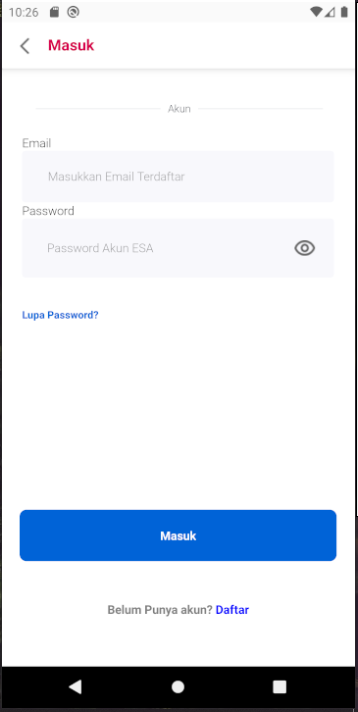 10:26
Masuk
Akun
Email
Masukkan Email Terdaftar
Password
Password Akun ESA
Lupa Password?
Masuk
Belum Punya akun? Daftar